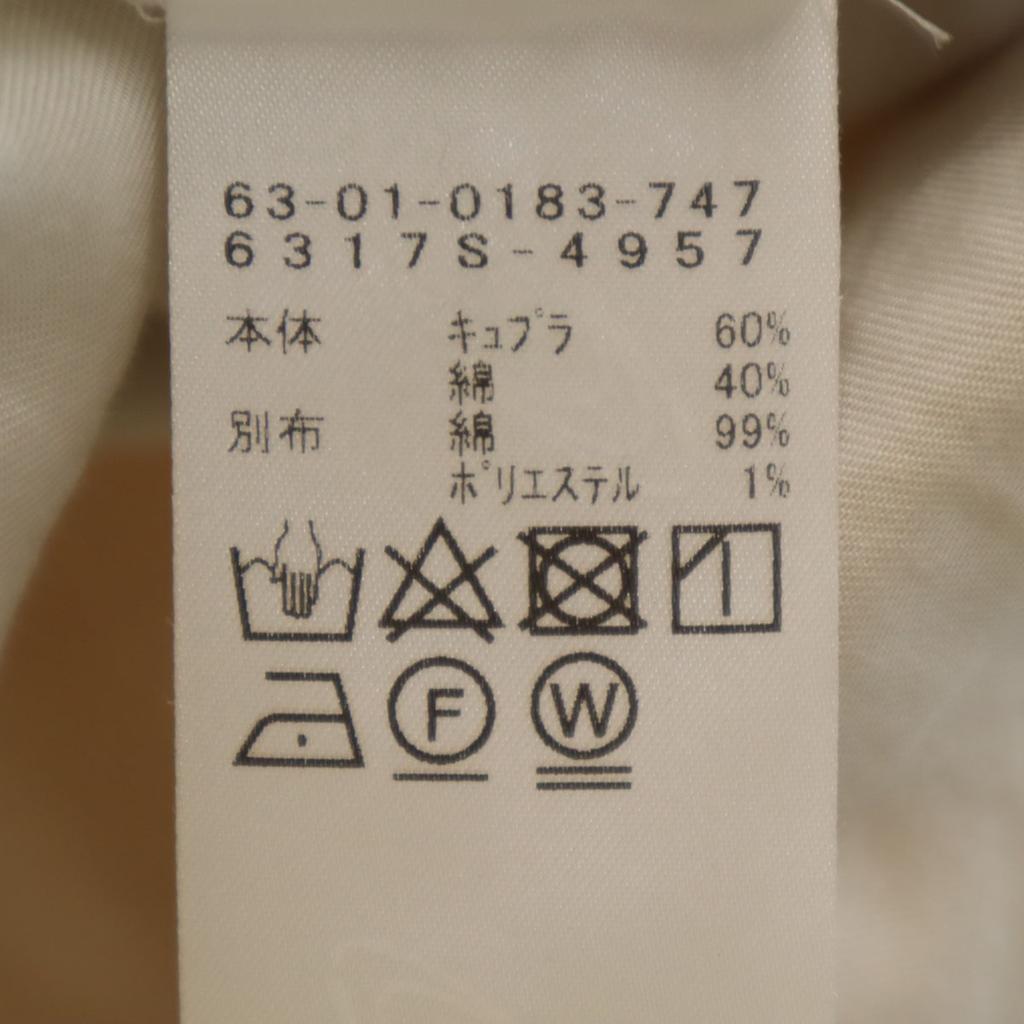 63-01-0183-747
6317S-4957
本体 キュプラ 60%
綿 40%
別布 綿 99%
ポリエステル 1%
F W